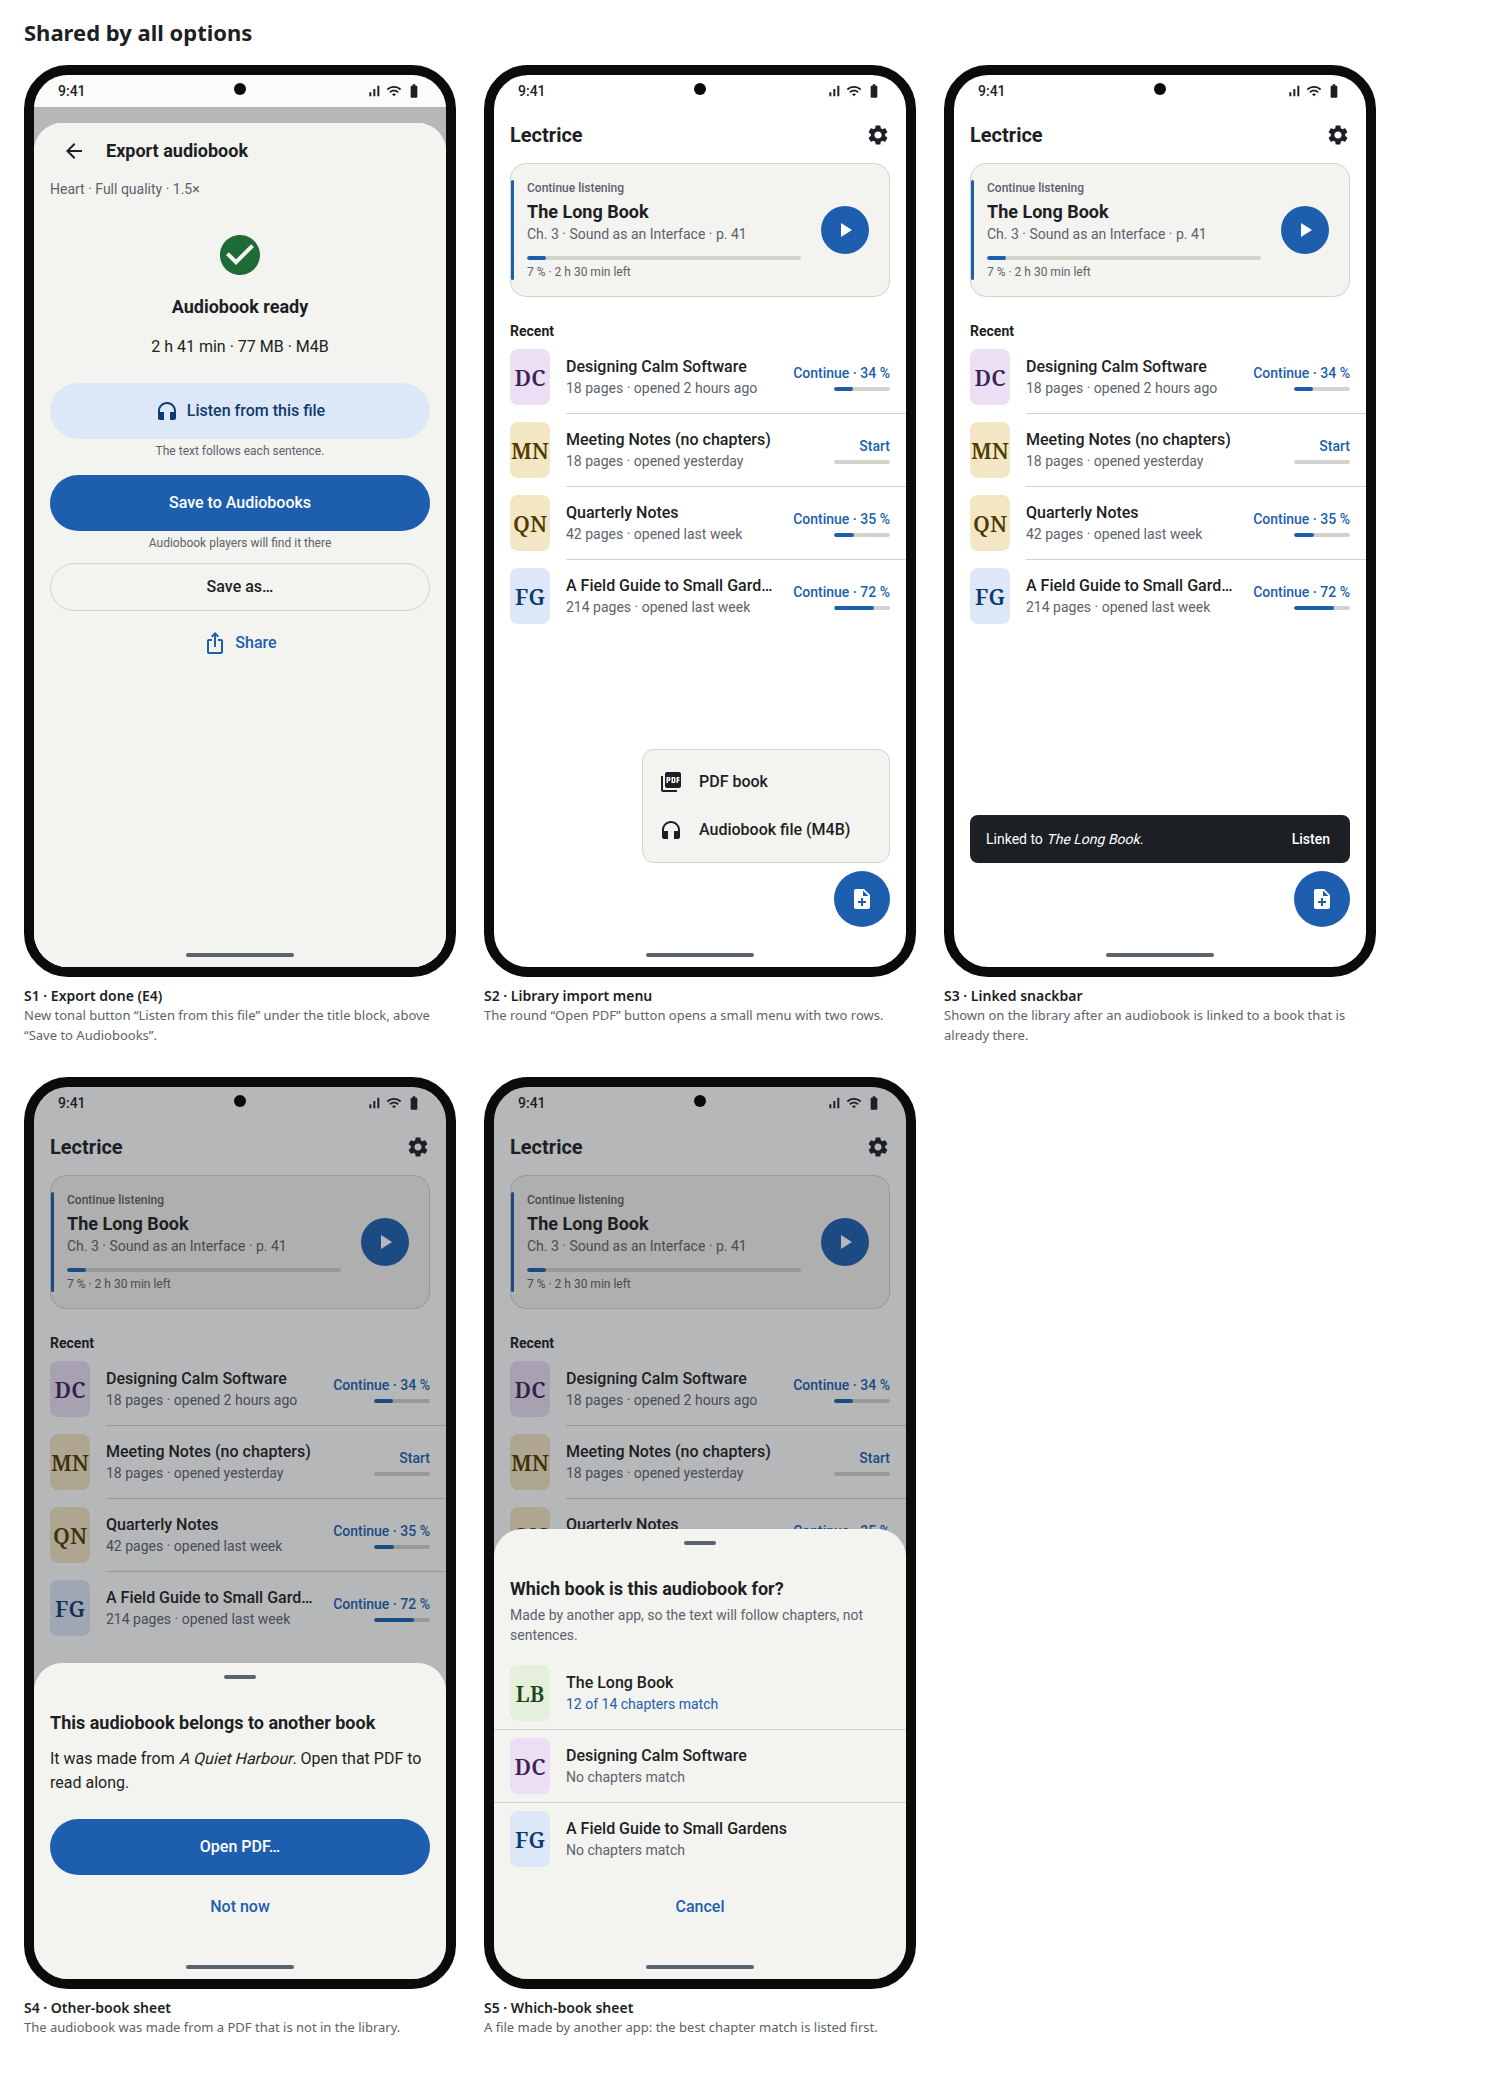 Shared by all options
9:41
Export audiobook
Heart · Full quality · 1.5×
Audiobook ready
2 h 41 min · 77 MB · M4B
Listen from this file
The text follows each sentence.
Save to Audiobooks
Audiobook players will find it there
Save as…
Share
S1 · Export done (E4)
New tonal button “Listen from this file” under the title block, above
“Save to Audiobooks”.
9:41
Lectrice
Continue listening
The Long Book
Ch. 3 · Sound as an Interface · p. 41
7 % · 2 h 30 min left
Recent
DC
Designing Calm Software
18 pages · opened 2 hours ago
Continue · 34 %
MN
Meeting Notes (no chapters)
18 pages · opened yesterday
Start
QN
Quarterly Notes
42 pages · opened last week
Continue · 35 %
FG
A Field Guide to Small Gard…
214 pages · opened last week
Continue · 72 %
PDF
PDF book
Audiobook file (M4B)
S2 · Library import menu
The round “Open PDF” button opens a small menu with two rows.
9:41
Lectrice
Continue listening
The Long Book
Ch. 3 · Sound as an Interface · p. 41
7 % · 2 h 30 min left
Recent
DC
Designing Calm Software
18 pages · opened 2 hours ago
Continue · 34 %
MN
Meeting Notes (no chapters)
18 pages · opened yesterday
Start
QN
Quarterly Notes
42 pages · opened last week
Continue · 35 %
FG
A Field Guide to Small Gard…
214 pages · opened last week
Continue · 72 %
Linked to The Long Book.
Listen
S3 · Linked snackbar
Shown on the library after an audiobook is linked to a book that is
already there.
9:41
Lectrice
Continue listening
The Long Book
Ch. 3 · Sound as an Interface · p. 41
7 % · 2 h 30 min left
Recent
DC
Designing Calm Software
18 pages · opened 2 hours ago
Continue · 34 %
MN
Meeting Notes (no chapters)
18 pages · opened yesterday
Start
QN
Quarterly Notes
42 pages · opened last week
Continue · 35 %
FG
A Field Guide to Small Gard…
214 pages · opened last week
Continue · 72 %
This audiobook belongs to another book
It was made from A Quiet Harbour. Open that PDF to
read along.
Open PDF…
Not now
S4 · Other-book sheet
The audiobook was made from a PDF that is not in the library.
9:41
Lectrice
Continue listening
The Long Book
Ch. 3 · Sound as an Interface · p. 41
7 % · 2 h 30 min left
Recent
DC
Designing Calm Software
18 pages · opened 2 hours ago
Continue · 34 %
MN
Meeting Notes (no chapters)
18 pages · opened yesterday
Start
Quarterly Notes
Continue · 35 %
Which book is this audiobook for?
Made by another app, so the text will follow chapters, not
sentences.
LB
The Long Book
12 of 14 chapters match
DC
Designing Calm Software
No chapters match
FG
A Field Guide to Small Gardens
No chapters match
Cancel
S5 · Which-book sheet
A file made by another app: the best chapter match is listed first.